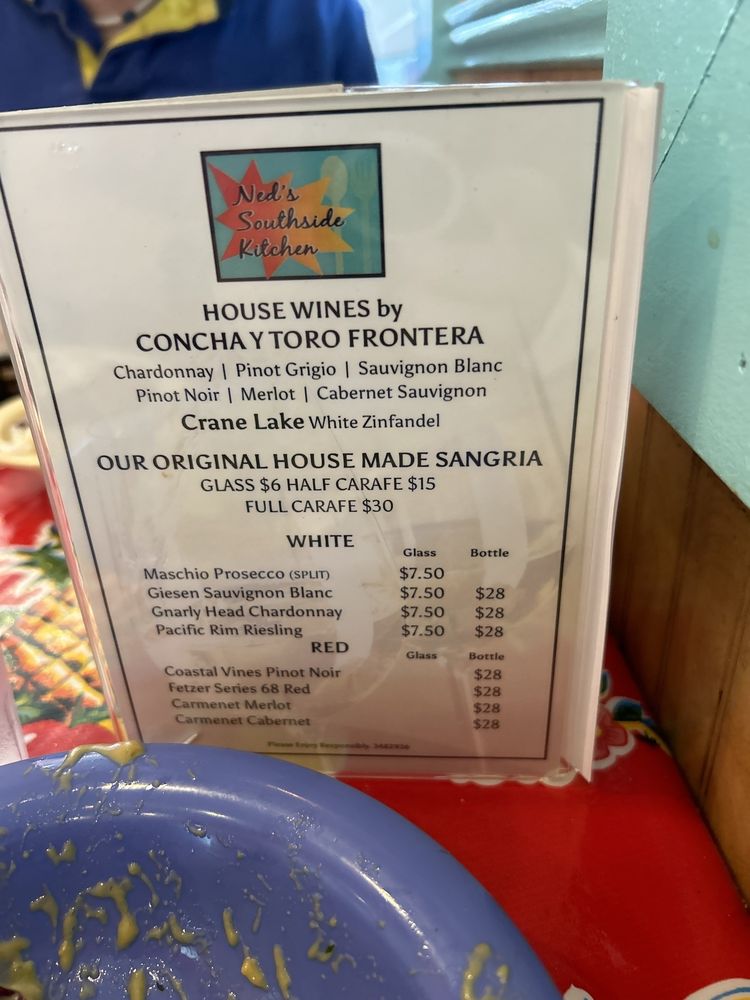 Ned's
Southside
Kitchen
HOUSE WINES by
CONCHA Y TORO FRONTERA
Chardonnay | Pinot Grigio | Sauvignon Blanc
Pinot Noir | Merlot | Cabernet Sauvignon
Crane Lake White Zinfandel
OUR ORIGINAL HOUSE MADE SANGRIA
GLASS $6 HALF CARAFE $15
FULL CARAFE $30
WHITE
Glass Bottle
Maschio Prosecco (SPLIT) $7.50
Giesen Sauvignon Blanc $7.50 $28
Gnarly Head Chardonnay $7.50 $28
Pacific Rim Riesling $7.50 $28
RED
Glass Bottle
Coastal Vines Pinot Noir $28
Fetzer Series 68 Red $28
Carmenet Merlot $28
Carmenet Cabernet $28
Please Enjoy Responsibly.